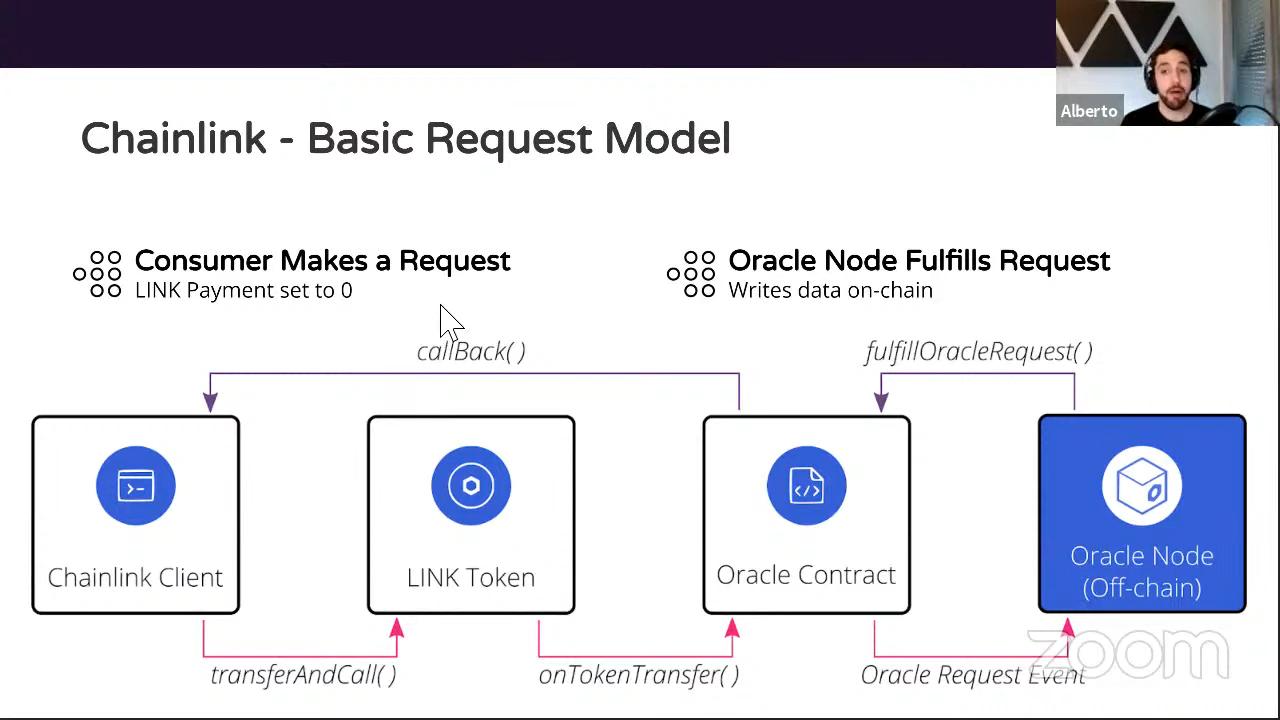 Alberto
Chainlink - Basic Request Model
Consumer Makes a Request
LINK Payment set to 0
Oracle Node Fulfills Request
Writes data on-chain
callBack( )
fulfillOracleRequest( )
Chainlink Client
LINK Token
Oracle Contract
Oracle Node
(Off-chain)
transferAndCall( )
onTokenTransfer( )
Oracle Request Event
zoom